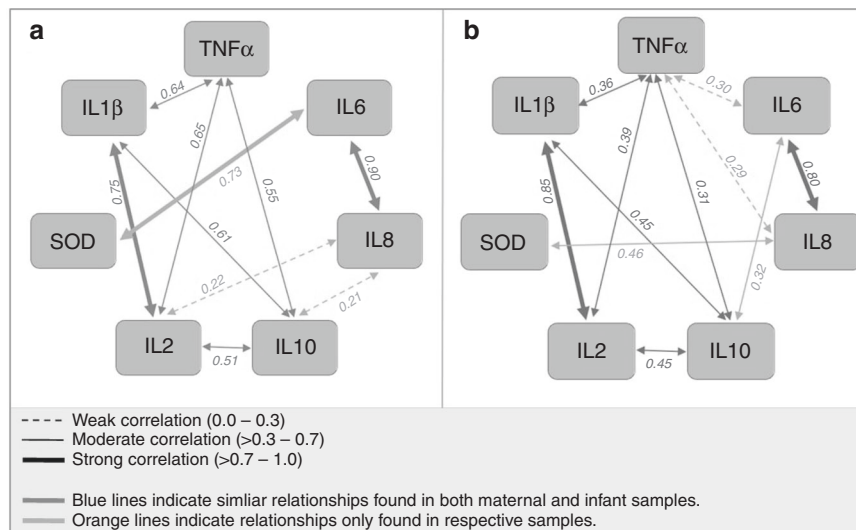 a
TNFα
IL1β
IL6
0.64
0.65
0.55
0.90
0.75
0.73
0.61
SOD
IL8
0.22
0.21
IL2
IL10
0.51
b
TNFα
IL1β
IL6
0.36
0.30
0.39
0.29
0.31
0.80
0.85
0.45
SOD
IL8
0.46
0.32
IL2
IL10
0.45
Weak correlation (0.0 – 0.3)
Moderate correlation (>0.3 – 0.7)
Strong correlation (>0.7 – 1.0)
Blue lines indicate simliar relationships found in both maternal and infant samples.
Orange lines indicate relationships only found in respective samples.